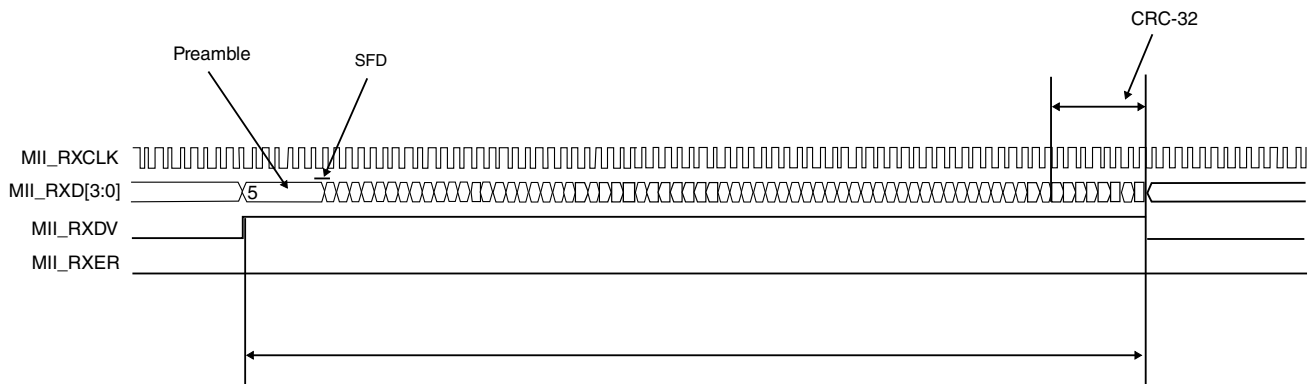 CRC-32
Preamble
SFD
MII_RXCLK
MII_RXD[3:0]
5
MII_RXDV
MII_RXER